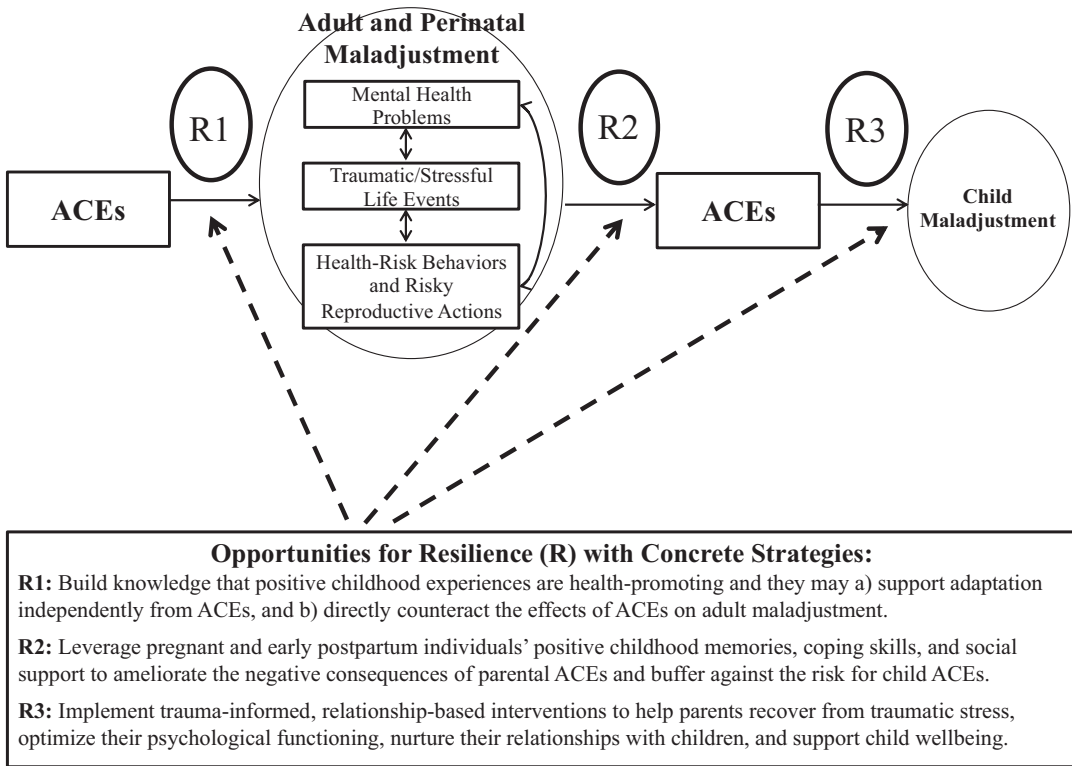 Adult and Perinatal
Maladjustment
Mental Health
Problems
R1
R2
R3
Traumatic/Stressful
Life Events
ACEs
ACEs
Child
Maladjustment
Health-Risk Behaviors
and Risky
Reproductive Actions
Opportunities for Resilience (R) with Concrete Strategies:
R1: Build knowledge that positive childhood experiences are health-promoting and they may a) support adaptation
independently from ACEs, and b) directly counteract the effects of ACEs on adult maladjustment.
R2: Leverage pregnant and early postpartum individuals’ positive childhood memories, coping skills, and social
support to ameliorate the negative consequences of parental ACEs and buffer against the risk for child ACEs.
R3: Implement trauma-informed, relationship-based interventions to help parents recover from traumatic stress,
optimize their psychological functioning, nurture their relationships with children, and support child wellbeing.